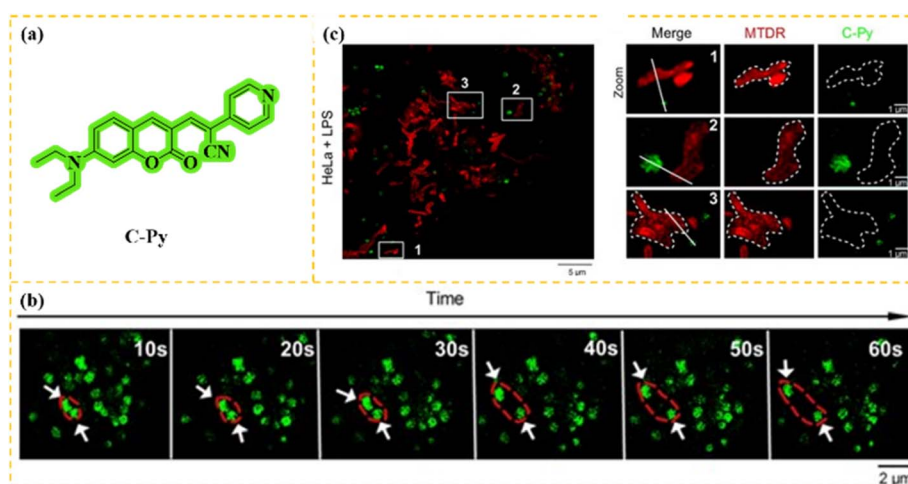 (a)
N
N
O
O
CN
C-Py
(c)
HeLa + LPS
3
2
1
5 μm
Zoom
Merge
MTDR
C-Py
1
1 μm
2
1 μm
3
1 μm
(b)
Time
10s
20s
30s
40s
50s
60s
2 μm